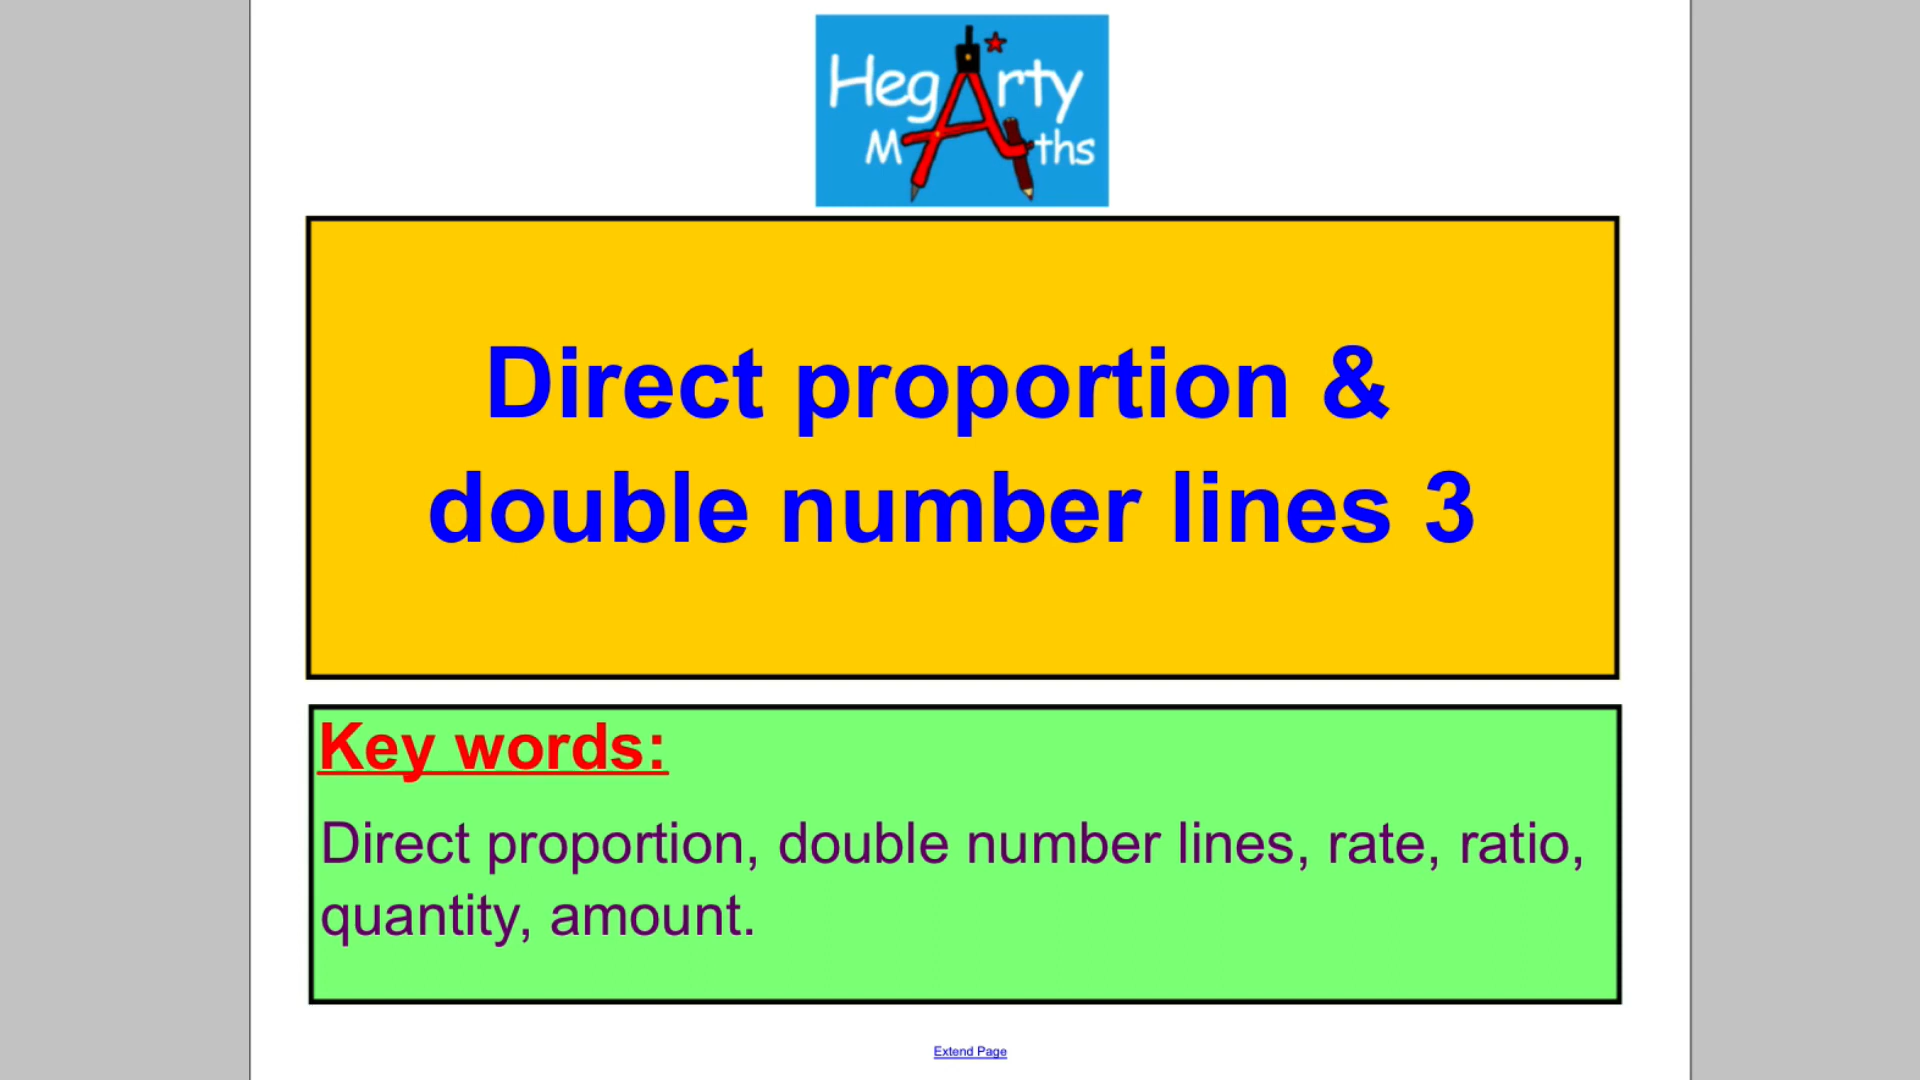 Hegarty
Maths
Direct proportion &
double number lines 3
Key words:
Direct proportion, double number lines, rate, ratio,
quantity, amount.
Extend Page